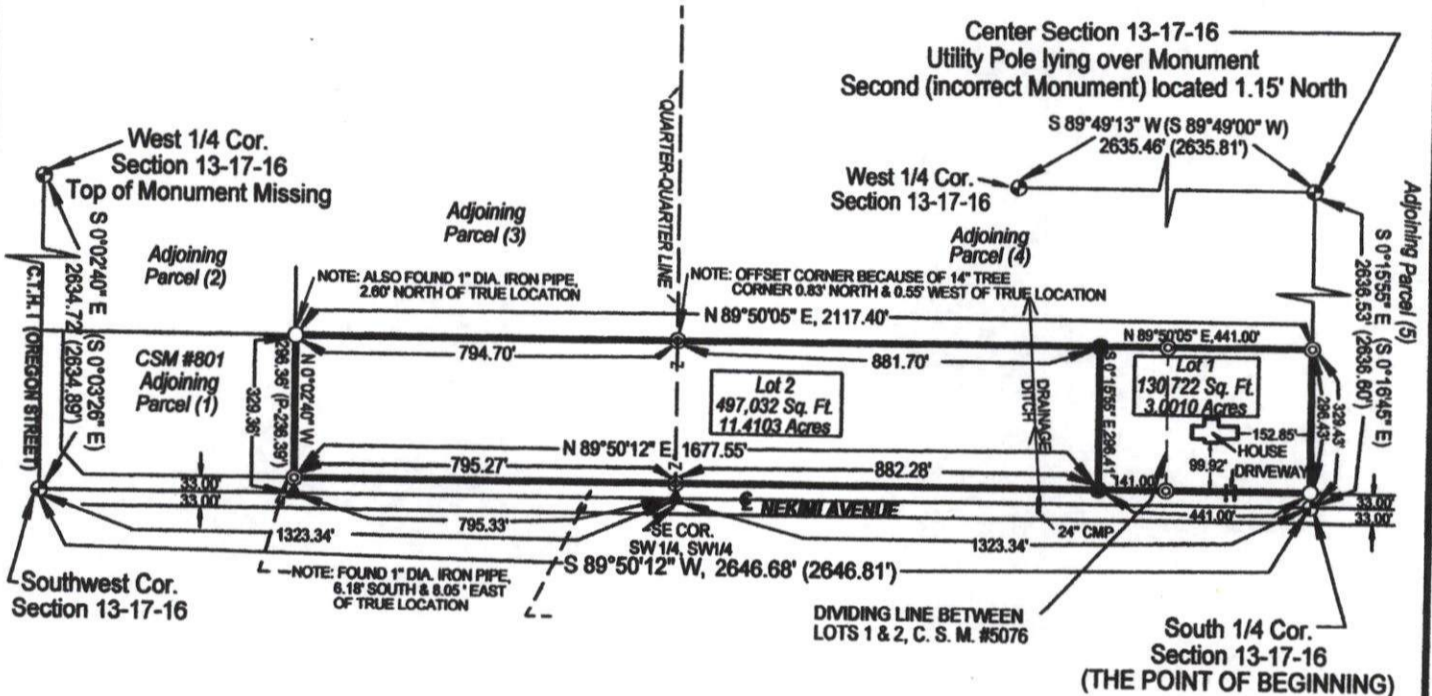 Center Section 13-17-16
Utility Pole lying over Monument
Second (incorrect Monument) located 1.15' North
S 89°49'13" W (S 89°49'00" W)
2635.46' (2635.81')
West 1/4 Cor.
Section 13-17-16
Top of Monument Missing
QUARTER-QUARTER LINE
West 1/4 Cor.
Section 13-17-16
Adjoining Parcel (5)
S 0°15'55" E (S 0°16'45" E)
2636.53' (2636.60')
Adjoining
Parcel (2)
Adjoining
Parcel (3)
Adjoining
Parcel (4)
S 0°02'40" E (S 0°03'26" E)
2634.72' (2634.89')
C.T.H. I (OREGON STREET)
NOTE: ALSO FOUND 1" DIA. IRON PIPE,
2.60' NORTH OF TRUE LOCATION
NOTE: OFFSET CORNER BECAUSE OF 14" TREE
CORNER 0.83' NORTH & 0.55' WEST OF TRUE LOCATION
N 89°50'05" E, 2117.40'
N 89°50'05" E, 441.00'
794.70'
881.70'
CSM #801
Adjoining
Parcel (1)
329.36'
N 0°02'40" W
296.36' (P-236.39')
Lot 2
497,032 Sq. Ft.
11.4103 Acres
DRAINAGE
DITCH
S 0°15'55" E 296.41'
Lot 1
130,722 Sq. Ft.
3.0010 Acres
296.43'
329.43'
152.85'
HOUSE
99.92'
DRIVEWAY
N 89°50'12" E, 1677.55'
795.27'
882.28'
141.00'
33.00'
33.00'
33.00'
33.00'
NEKIMI AVENUE
1323.34'
795.33'
SE COR.
SW 1/4, SW1/4
1323.34'
24" CMP
441.00'
S 89°50'12" W, 2646.68' (2646.81')
Southwest Cor.
Section 13-17-16
NOTE: FOUND 1" DIA. IRON PIPE,
6.18' SOUTH & 8.05' EAST
OF TRUE LOCATION
DIVIDING LINE BETWEEN
LOTS 1 & 2, C. S. M. #5076
South 1/4 Cor.
Section 13-17-16
(THE POINT OF BEGINNING)